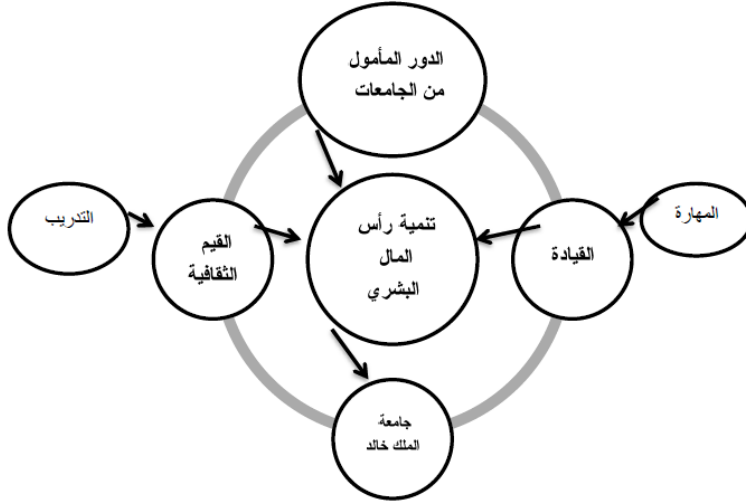 الدور المأمول
من الجامعات
المهارة
القيادة
تنمية رأس
المال
البشري
القيم
الثقافية
التدريب
جامعة
الملك خالد